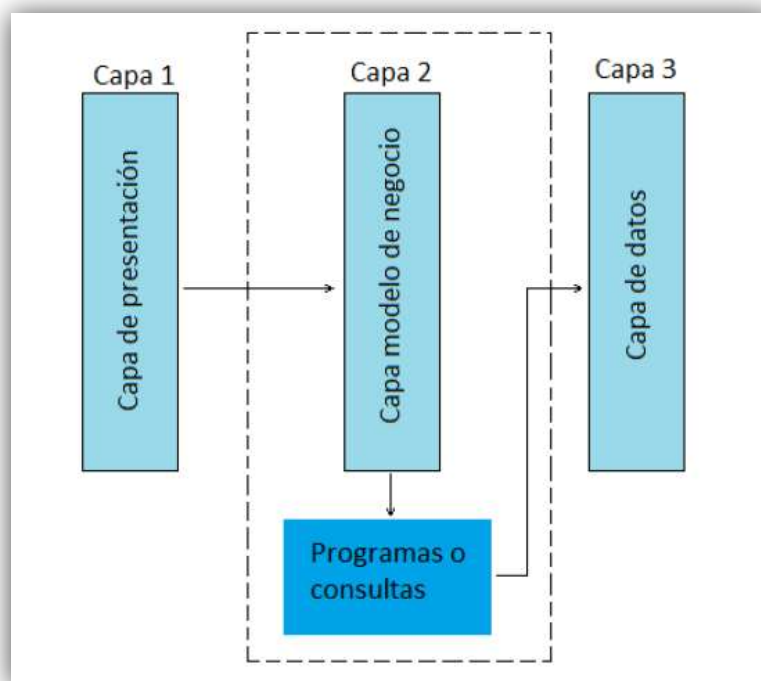 Capa 1
Capa de presentación
Capa 2
Capa modelo de negocio
Programas o
consultas
Capa 3
Capa de datos